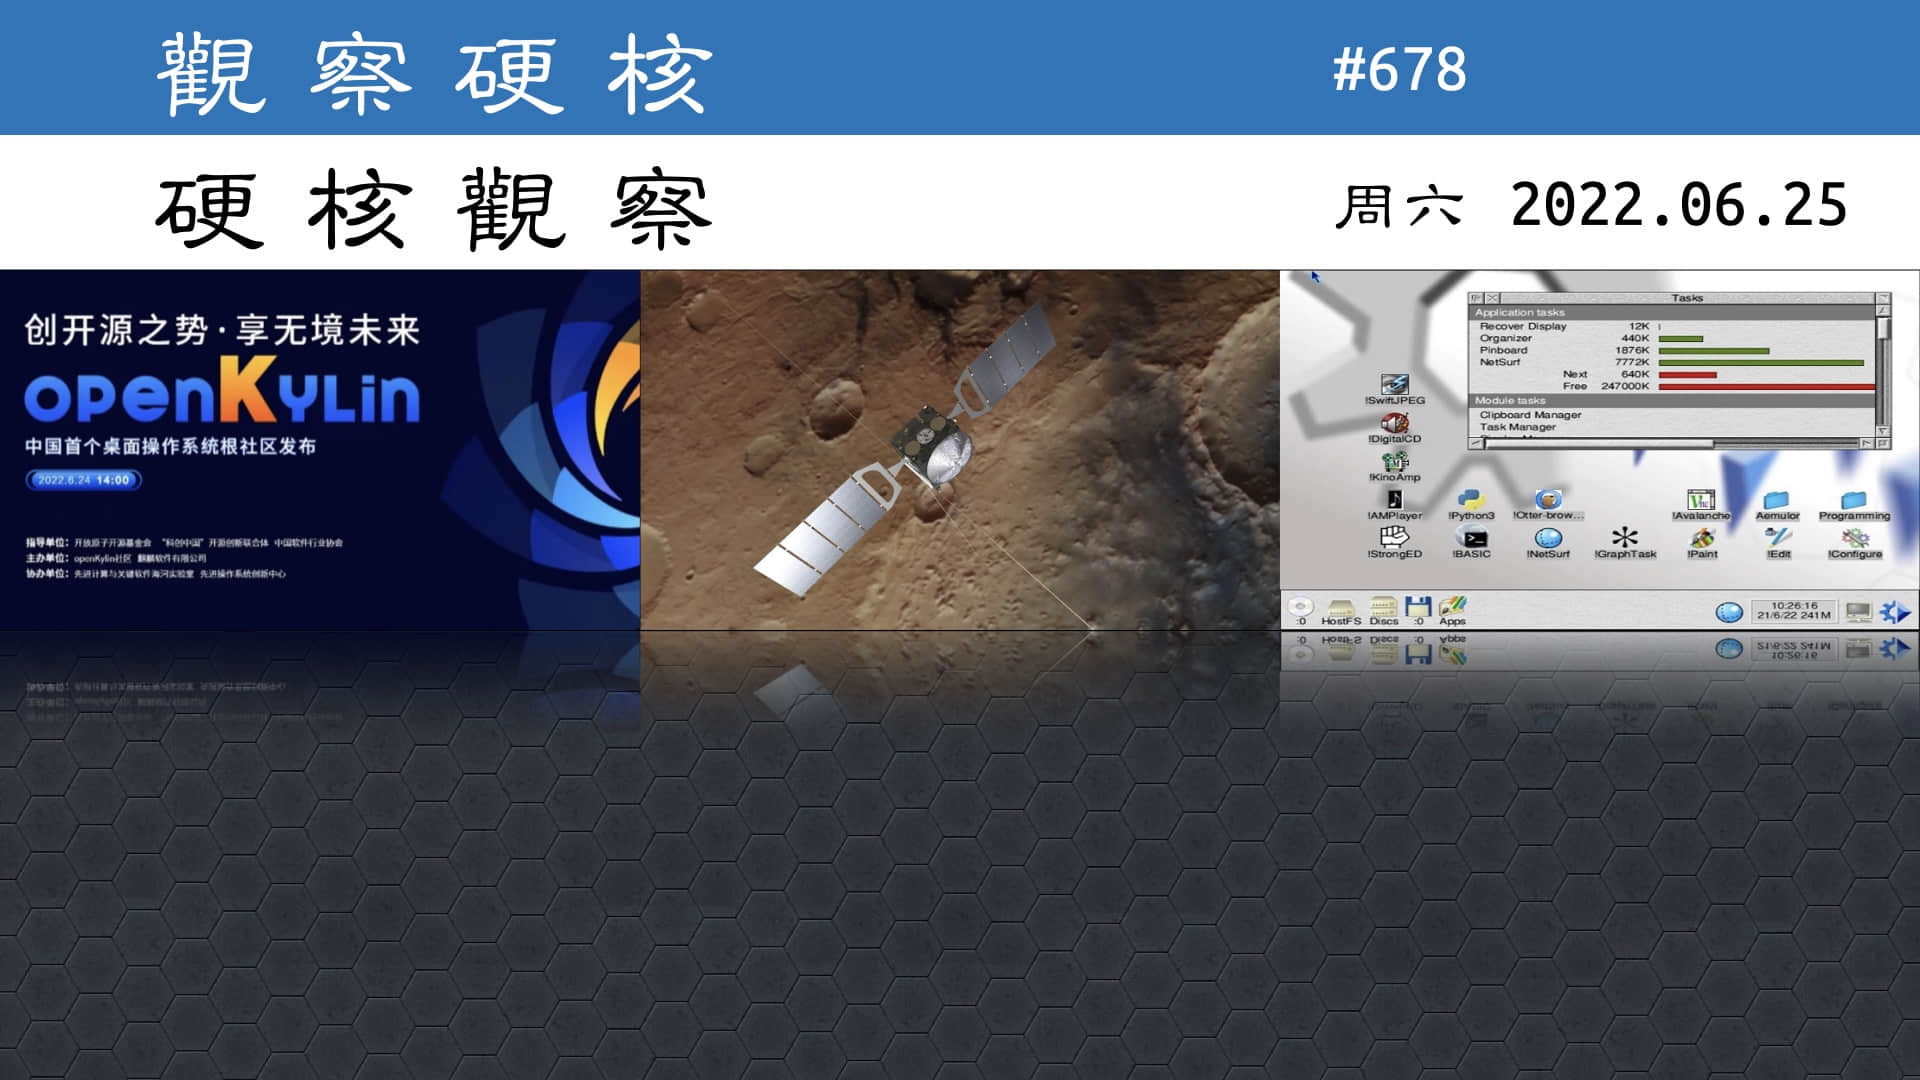 觀察硬核 #678
硬核觀察 周六 2022.06.25
创开源之势·享无境未来
openKylin
中国首个桌面操作系统根社区发布
2022.6.24 14:00
指导单位：开放原子开源基金会 “科创中国”开源创新联合体 中国软件行业协会
主办单位：openKylin社区 麒麟软件有限公司
协办单位：先进计算与关键软件海河实验室 先进操作系统创新中心
Tasks
Application tasks
Recover Display 12K
Organizer 440K
Pinboard 1876K
NetSurf 7772K
Next 640K
Free 247000K
Module tasks
Clipboard Manager
Task Manager
!SwiftJPEG
!DigitalCD
!KinoAmp
!AMPlayer !Python3 !Otter-brow... !Avalanche Aemulor Programming
!StrongED !BASIC !NetSurf !GraphTask !Paint !Edit !Configure
:0 HostFS Discs :0 Apps
10:26:16
21/6/22 241M